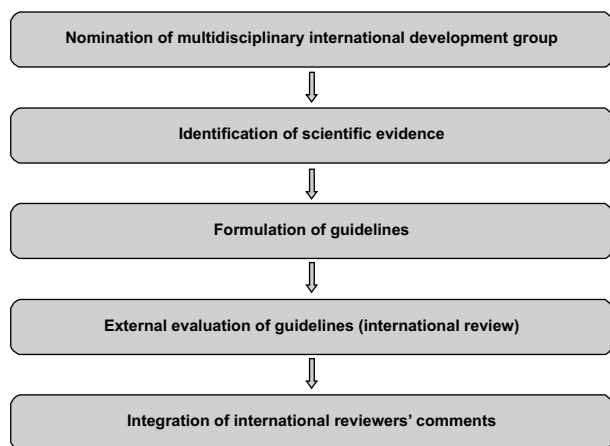 Nomination of multidisciplinary international development group
Identification of scientific evidence
Formulation of guidelines
External evaluation of guidelines (international review)
Integration of international reviewers’ comments